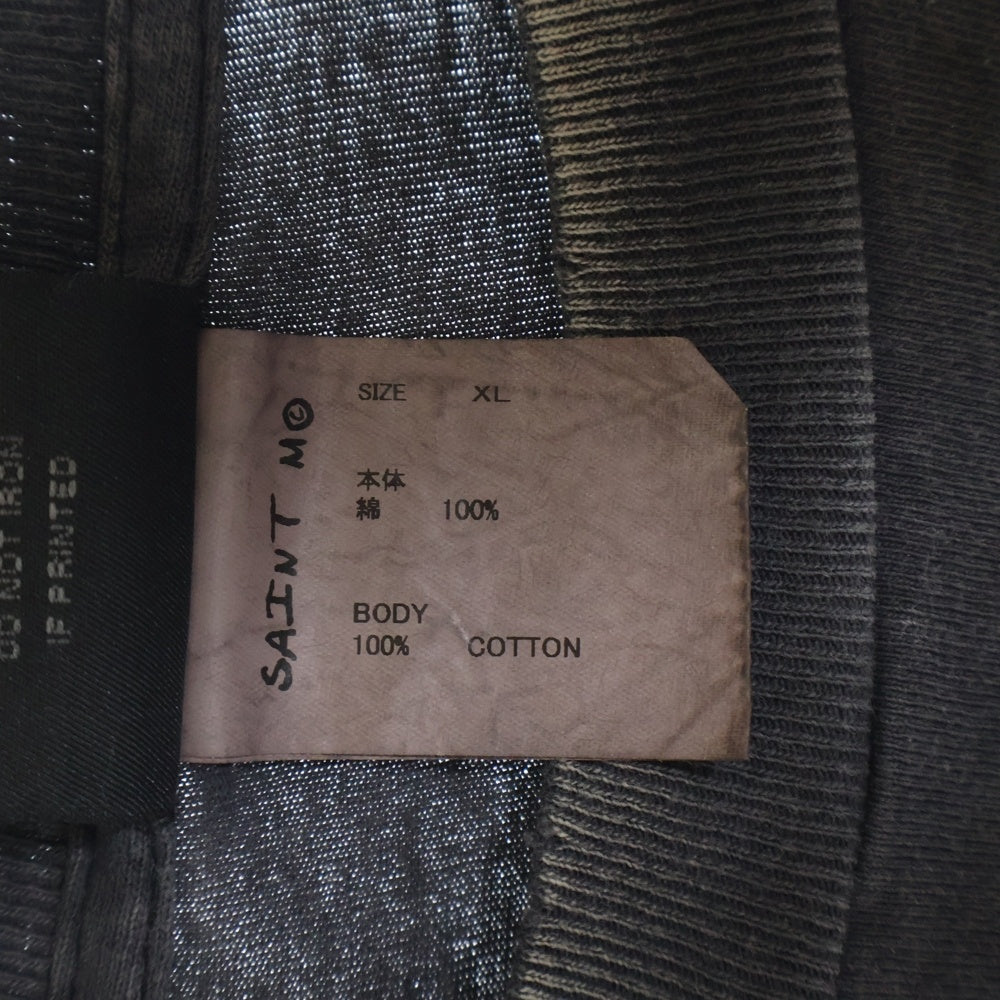 DO NOT IRON
IF PRINTED
SAINT M©
SIZE XL
本体
綿 100%
BODY
100% COTTON